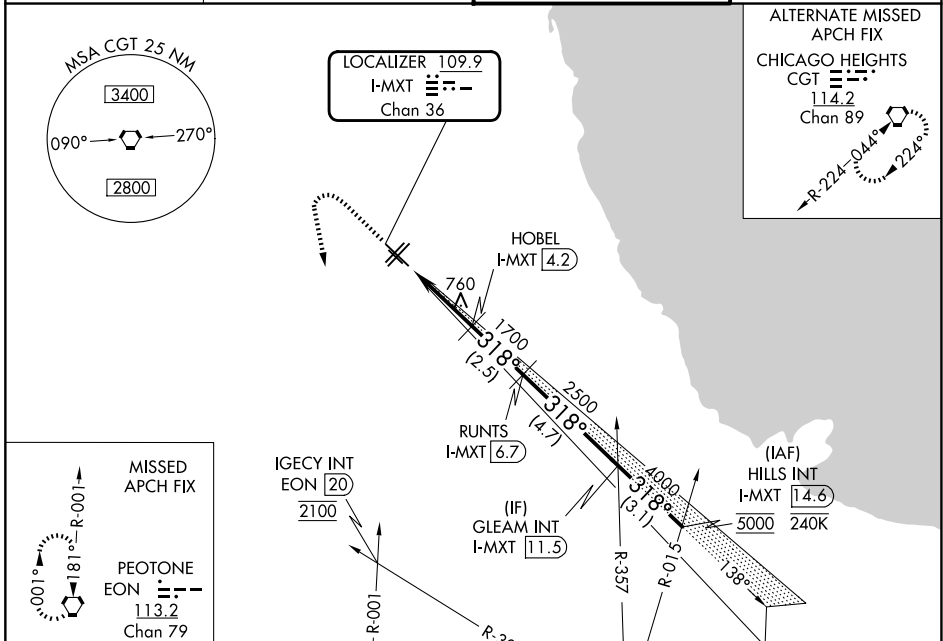 MSA CGT 25 NM
3400
090°
270°
2800
LOCALIZER 109.9
I-MXT
Chan 36
ALTERNATE MISSED
APCH FIX
CHICAGO HEIGHTS
CGT
114.2
Chan 89
R-224
044°
224°
HOBEL
I-MXT 4.2
760
1700
318°
(2.5)
2500
318°
(4.7)
RUNTS
I-MXT 6.7
4000
318°
(3.1)
(IAF)
HILLS INT
I-MXT 14.6
5000 240K
(IF)
GLEAM INT
I-MXT 11.5
138°
R-357
R-015
IGECY INT
EON 20
2100
R-001
MISSED
APCH FIX
R-001
181°
001°
PEOTONE
EON
113.2
Chan 79